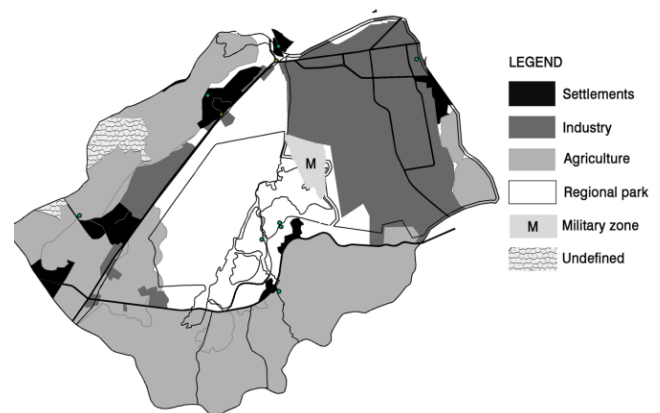 LEGEND
Settlements
Industry
Agriculture
Regional park
M Military zone
Undefined
M